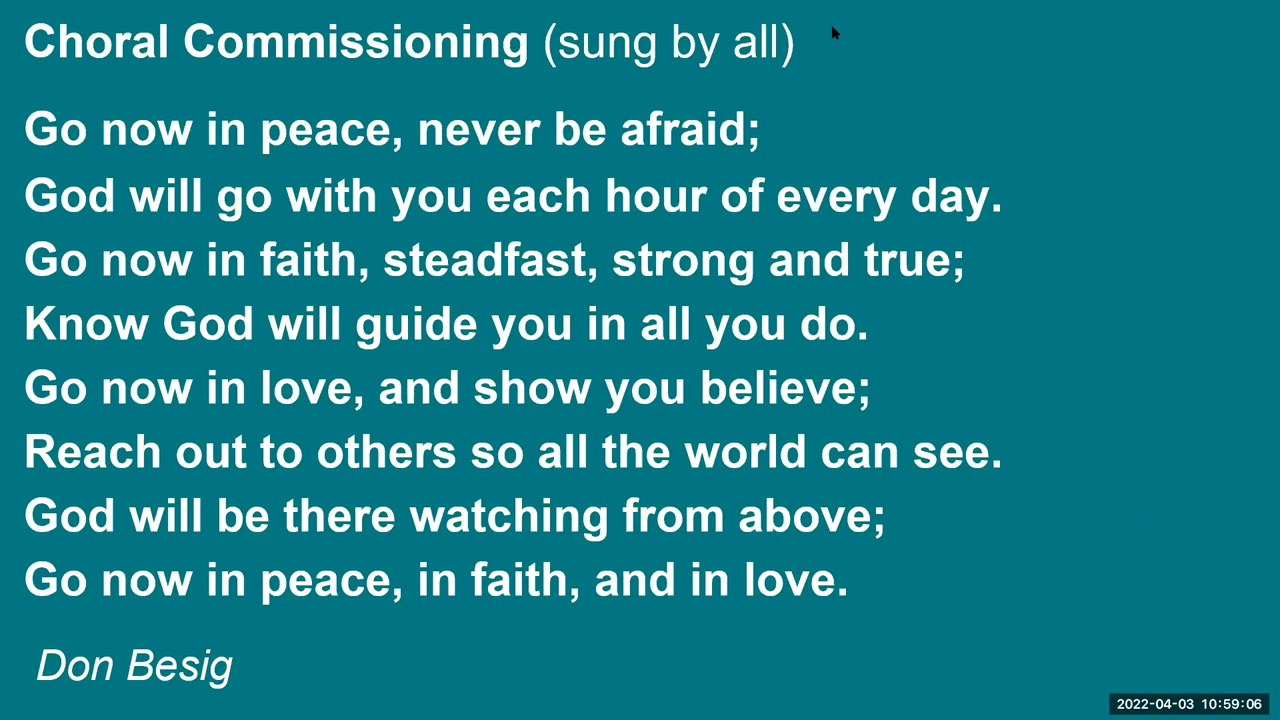 Choral Commissioning (sung by all)
Go now in peace, never be afraid;
God will go with you each hour of every day.
Go now in faith, steadfast, strong and true;
Know God will guide you in all you do.
Go now in love, and show you believe;
Reach out to others so all the world can see.
God will be there watching from above;
Go now in peace, in faith, and in love.
Don Besig
2022-04-03 10:59:06